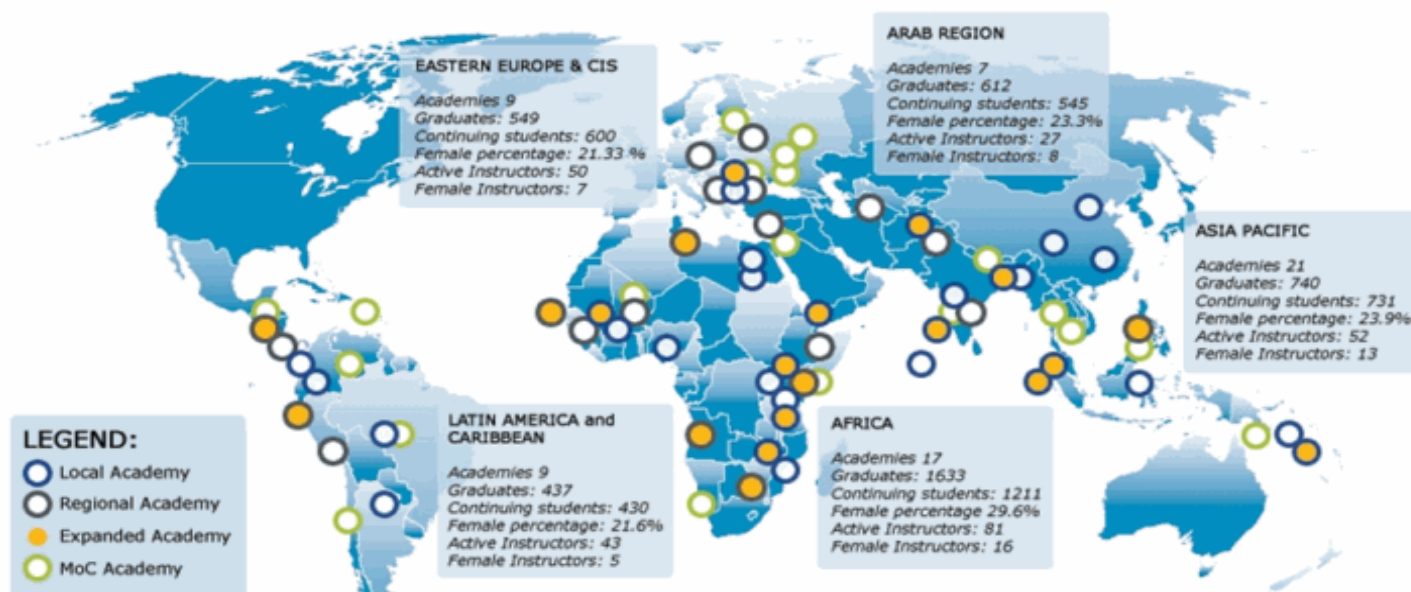 ARAB REGION
Academies 7
Graduates: 612
Continuing students: 545
Female percentage: 23.3%
Active Instructors: 27
Female Instructors: 8
EASTERN EUROPE & CIS
Academies 9
Graduates: 549
Continuing students: 600
Female percentage: 21.33 %
Active Instructors: 50
Female Instructors: 7
ASIA PACIFIC
Academies 21
Graduates: 740
Continuing students: 731
Female percentage: 23.9%
Active Instructors: 52
Female Instructors: 13
LATIN AMERICA and
CARIBBEAN
Academies 9
Graduates: 437
Continuing students: 430
Female percentage: 21.6%
Active Instructors: 43
Female Instructors: 5
AFRICA
Academies 17
Graduates: 1633
Continuing students: 1211
Female percentage 29.6%
Active Instructors: 81
Female Instructors: 16
LEGEND:
Local Academy
Regional Academy
Expanded Academy
MoC Academy